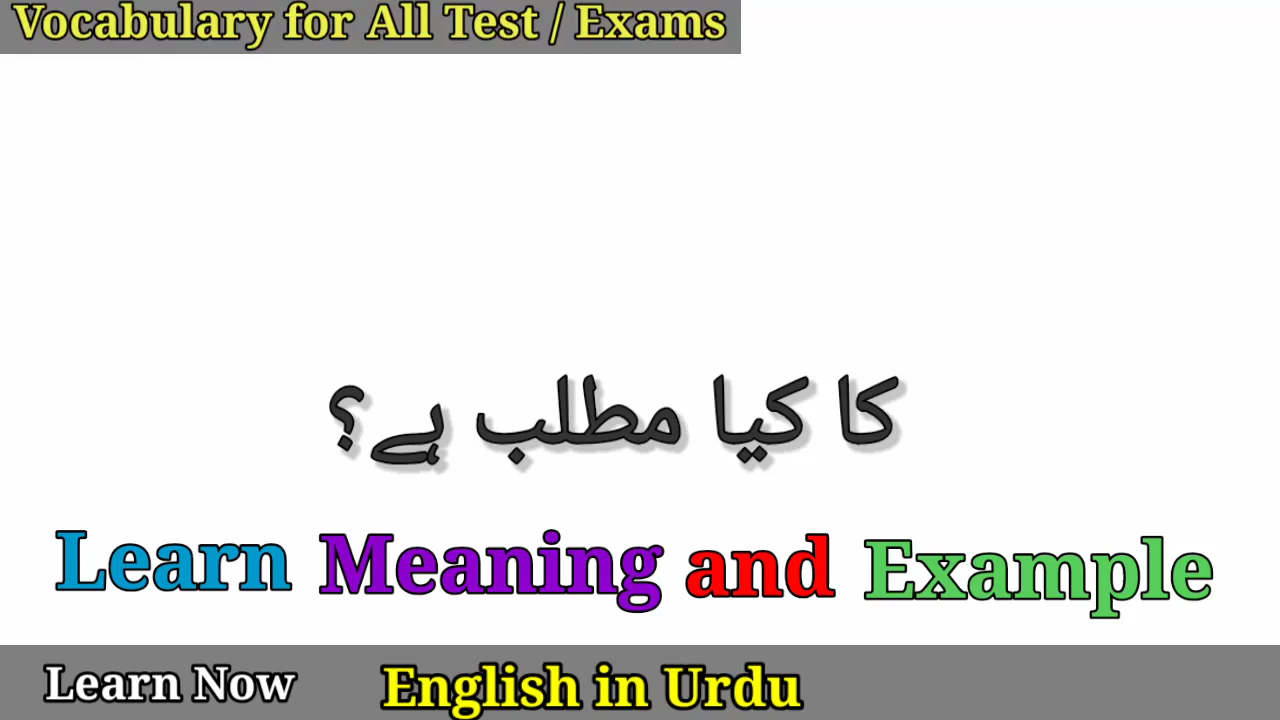 Vocabulary for All Test / Exams
کا کیا مطلب ہے؟
Learn Meaning and Example
Learn Now English in Urdu